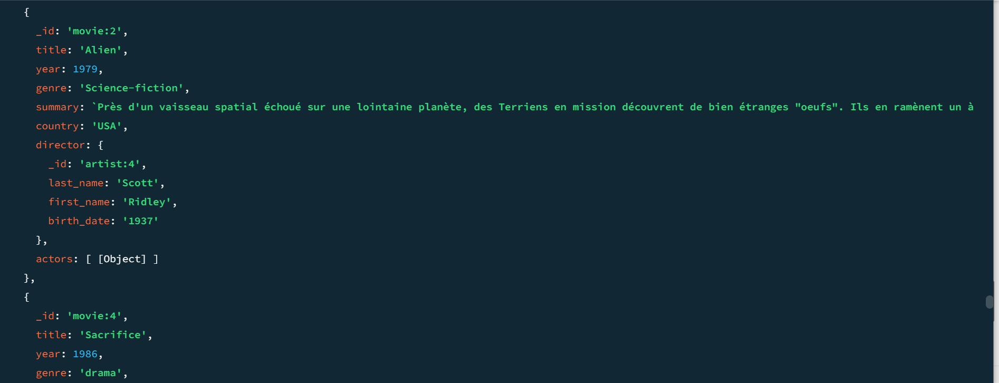 {
_id: 'movie:2',
title: 'Alien',
year: 1979,
genre: 'Science-fiction',
summary: `Près d'un vaisseau spatial échoué sur une lointaine planète, des Terriens en mission découvrent de bien étranges "oeufs". Ils en ramènent un à
country: 'USA',
director: {
_id: 'artist:4',
last_name: 'Scott',
first_name: 'Ridley',
birth_date: '1937'
},
actors: [ [Object] ]
},
{
_id: 'movie:4',
title: 'Sacrifice',
year: 1986,
genre: 'drama',